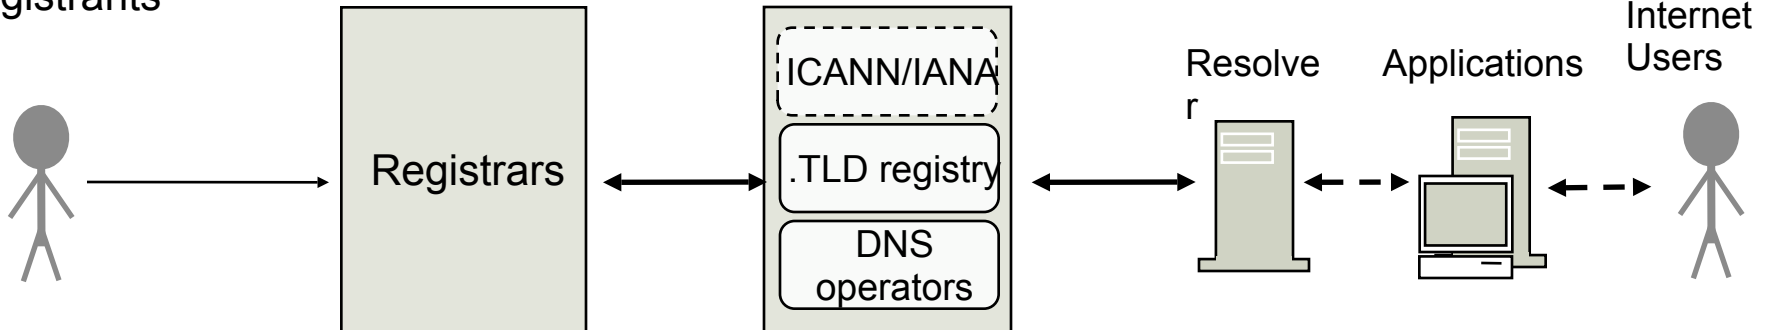 gistrants
Registrars
ICANN/IANA
.TLD registry
DNS
operators
Resolve
r
Applications
Internet
Users